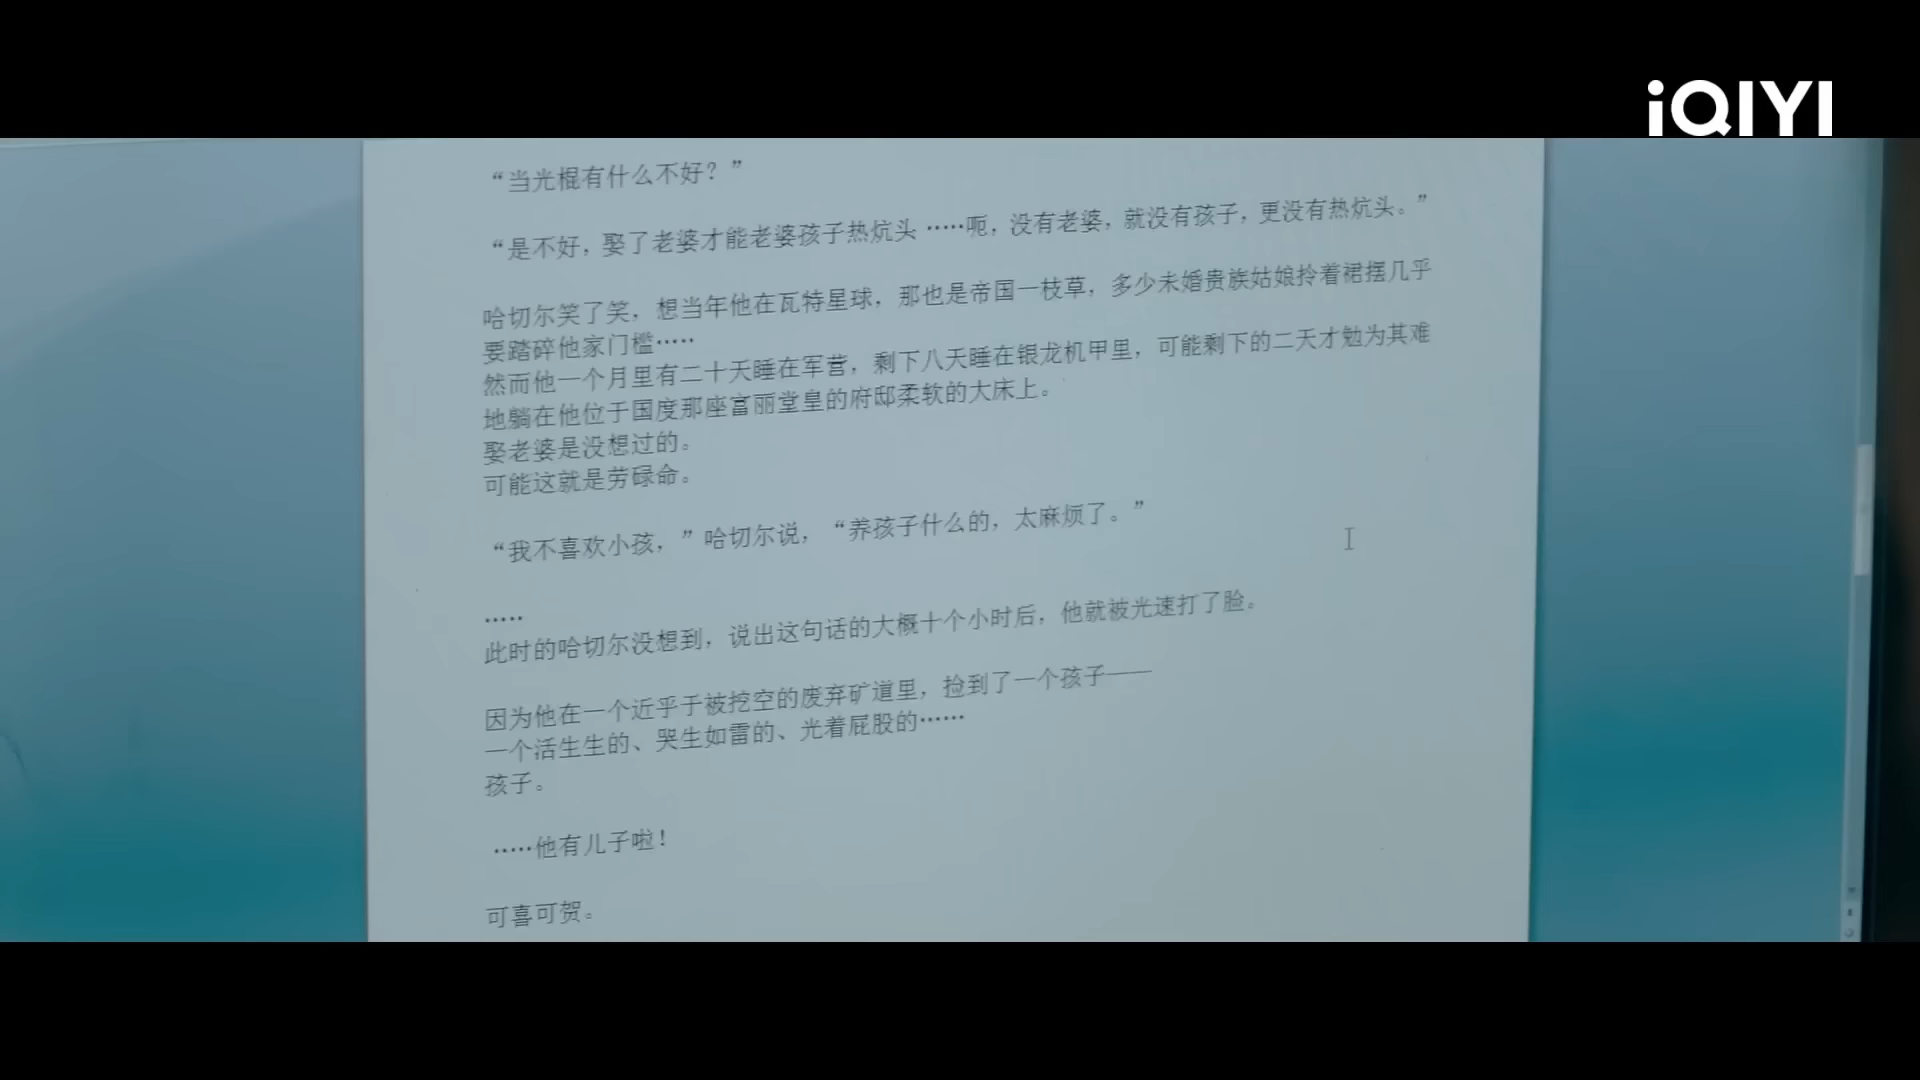 iQIYI
“当光棍有什么不好？”
“是不好，娶了老婆才能老婆孩子热炕头 ……呃，没有老婆，就没有孩子，更没有热炕头。”
哈切尔笑了笑，想当年他在瓦特星球，那也是帝国一枝草，多少未婚贵族姑娘拎着裙摆几乎
要踏碎他家门槛……
然而他一个月里有二十天睡在军营，剩下八天睡在银龙机甲里，可能剩下的二天才勉为其难
地躺在他位于国度那座富丽堂皇的府邸柔软的大床上。
娶老婆是没想过的。
可能这就是劳碌命。
“我不喜欢小孩，”哈切尔说，“养孩子什么的，太麻烦了。”
……
此时的哈切尔没想到，说出这句话的大概十个小时后，他就被光速打了脸。
因为他在一个近乎于被挖空的废弃矿道里，捡到了一个孩子——
一个活生生的、哭生如雷的、光着屁股的……
孩子。
……他有儿子啦！
可喜可贺。